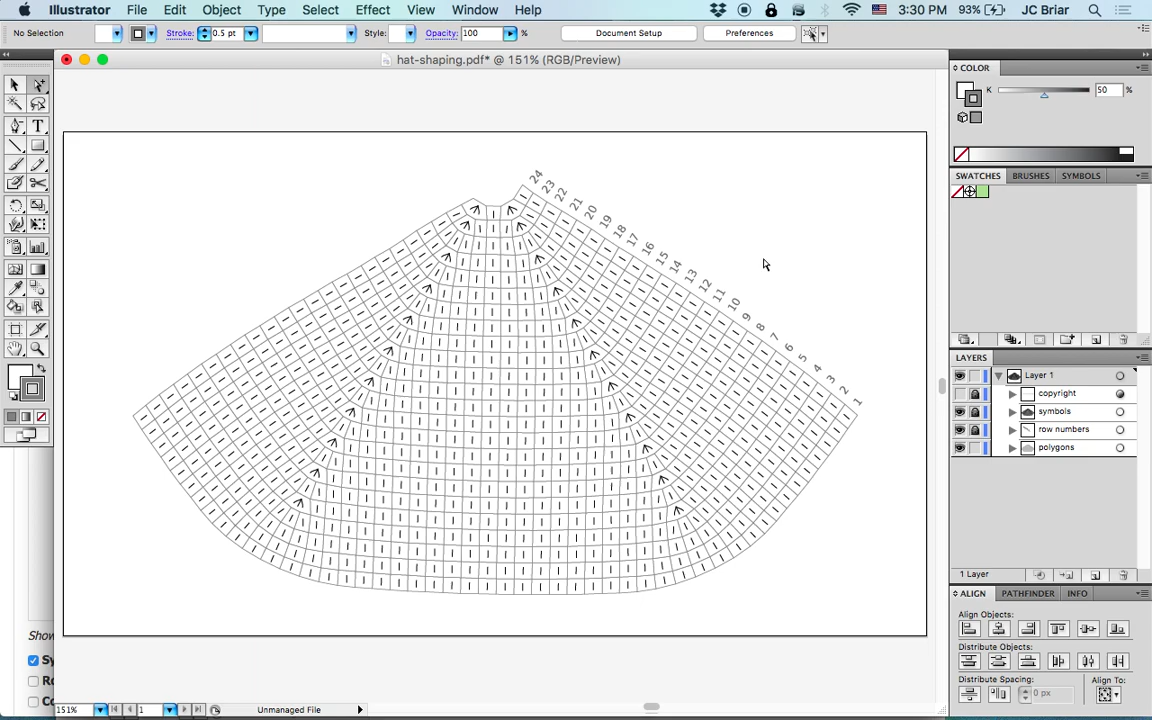 Illustrator File Edit Object Type Select Effect View Window Help 3:30 PM 93% JC Briar
No Selection Stroke: 0.5 pt Style: Opacity: 100 % Document Setup Preferences
hat-shaping.pdf* @ 151% (RGB/Preview)
COLOR
K 50 %
SWATCHES BRUSHES SYMBOLS
24
23
22
21
20
19
18
17
16
15
14
13
12
11
10
9
8
7
6
5
4
3
2
1
LAYERS
Layer 1
copyright
symbols
row numbers
polygons
1 Layer
ALIGN PATHFINDER INFO
Align Objects:
Distribute Objects:
Distribute Spacing: Align To:
0 px
Show
Sy
Ro
Co
151% 1 Unmanaged File